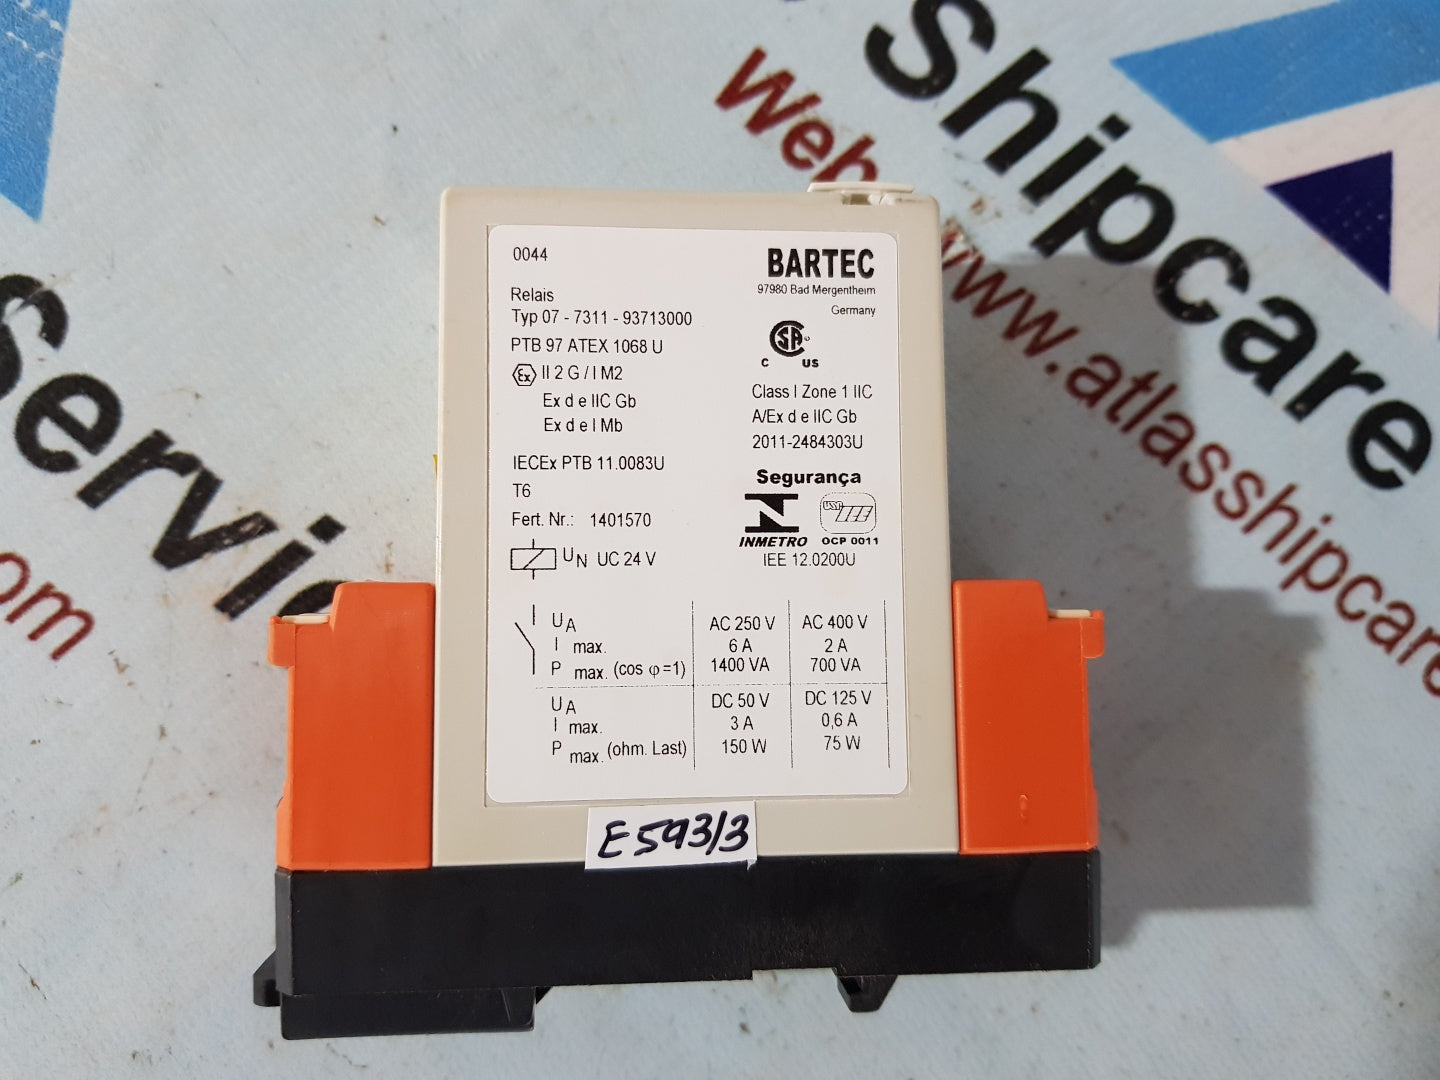 Shipcare
Web
www.atlasshipcare
Servic
om
0044
BARTEC
97980 Bad Mergentheim
Germany
Relais
Typ 07 - 7311 - 93713000
PTB 97 ATEX 1068 U
Ex II 2 G / I M2
Ex d e IIC Gb
Ex d e I Mb
IECEx PTB 11.0083U
T6
Fert. Nr.: 1401570
UN UC 24 V
CSA
C US
Class I Zone 1 IIC
A/Ex d e IIC Gb
2011-2484303U
Segurança
INMETRO OCP 0011
IEE 12.0200U
UA AC 250 V AC 400 V
I max. 6 A 2 A
P max. (cos φ=1) 1400 VA 700 VA
UA DC 50 V DC 125 V
I max. 3 A 0,6 A
P max. (ohm. Last) 150 W 75 W
E593/3